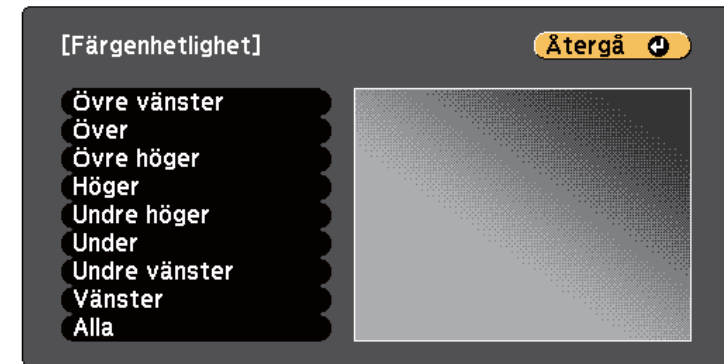 [Färgenhetlighet]
Återgå
Övre vänster
Över
Övre höger
Höger
Undre höger
Under
Undre vänster
Vänster
Alla